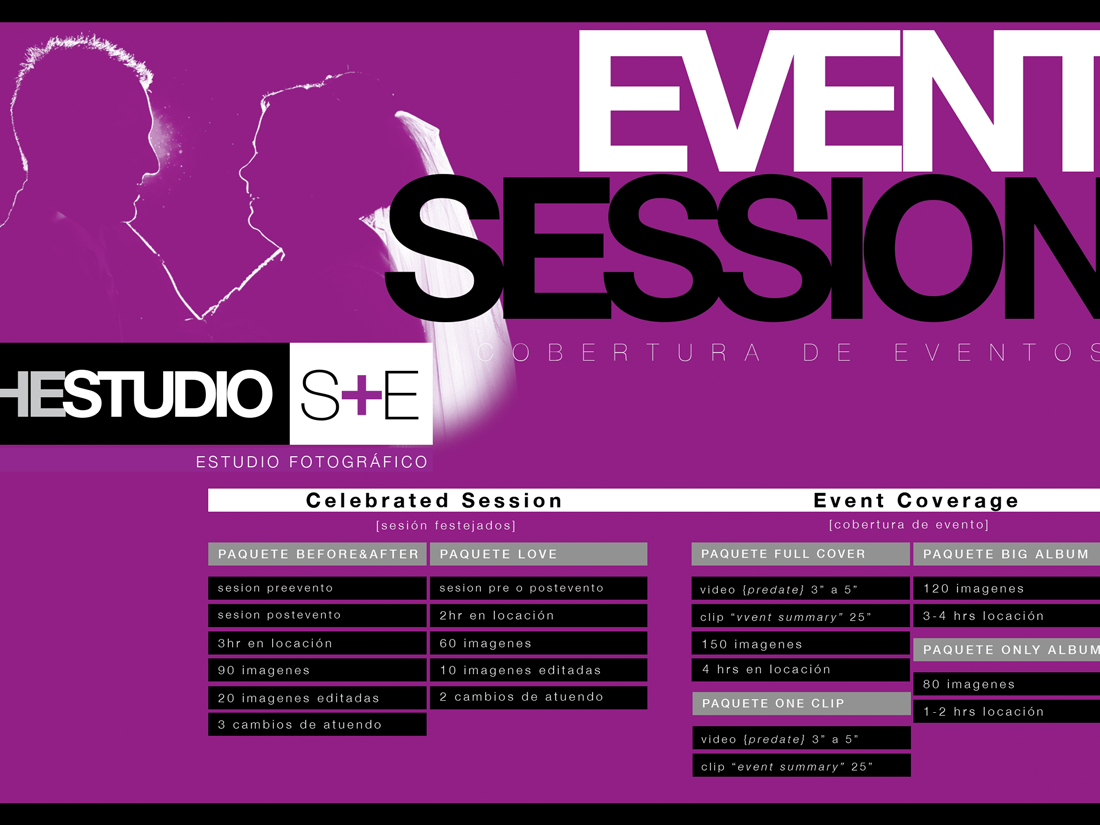 EVENT
SESSION
COBERTURA DE EVENTOS
HESTUDIO S+E
ESTUDIO FOTOGRÁFICO
Celebrated Session
[sesión festejados]
PAQUETE BEFORE&AFTER
sesion preevento
sesion postevento
3hr en locación
90 imagenes
20 imagenes editadas
3 cambios de atuendo
PAQUETE LOVE
sesion pre o postevento
2hr en locación
60 imagenes
10 imagenes editadas
2 cambios de atuendo
Event Coverage
[cobertura de evento]
PAQUETE FULL COVER
video {predate} 3” a 5”
clip “vvent summary” 25”
150 imagenes
4 hrs en locación
PAQUETE ONE CLIP
video {predate} 3” a 5”
clip “event summary” 25”
PAQUETE BIG ALBUM
120 imagenes
3-4 hrs locación
PAQUETE ONLY ALBUM
80 imagenes
1-2 hrs locación